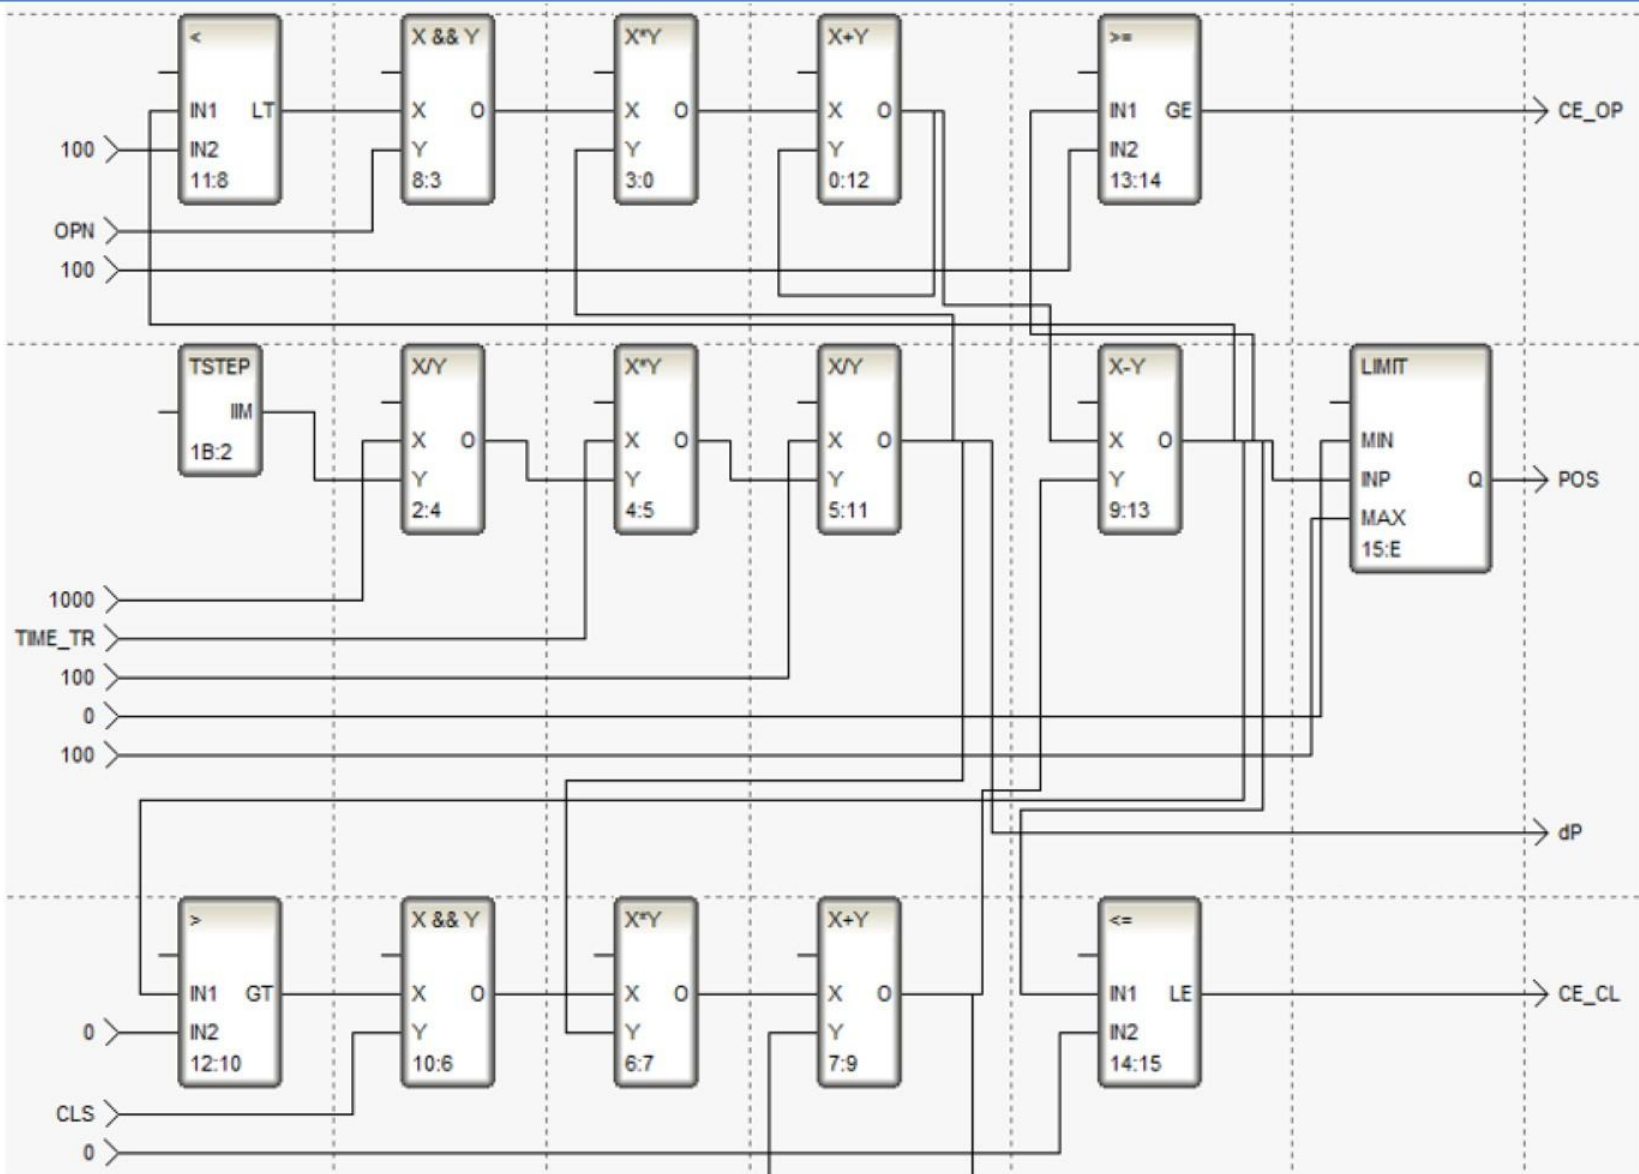 < X && Y X*Y X+Y >=
IN1 LT X O X O X O IN1 GE CE_OP
100 IN2 Y Y Y IN2
11:8 8:3 3:0 0:12 13:14
OPN
100
TSTEP X/Y X*Y X/Y X-Y LIMIT
IIM
X O X O X O X O MIN
1B:2
Y Y Y Y INP Q POS
2:4 4:5 5:11 9:13 MAX
15:E
1000
TIME_TR
100
0
100
dP
> X && Y X*Y X+Y <=
IN1 GT X O X O X O IN1 LE CE_CL
0 IN2 Y Y Y IN2
12:10 10:6 6:7 7:9 14:15
CLS
0